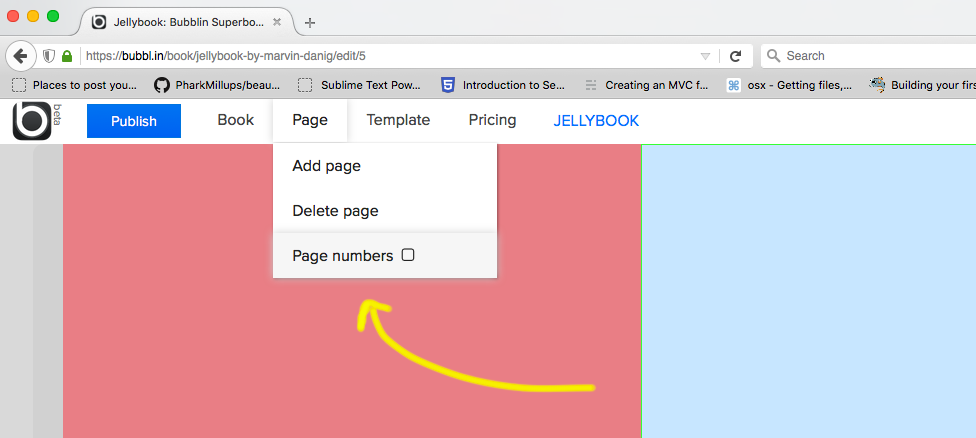 Jellybook: Bubblin Superbo...
https://bubbl.in/book/jellybook-by-marvin-danig/edit/5
Search
Places to post you...
PharkMillups/beau...
Sublime Text Pow...
Introduction to Se...
Creating an MVC f...
osx - Getting files,...
Building your firs
beta
Publish
Book
Page
Template
Pricing
JELLYBOOK
Add page
Delete page
Page numbers